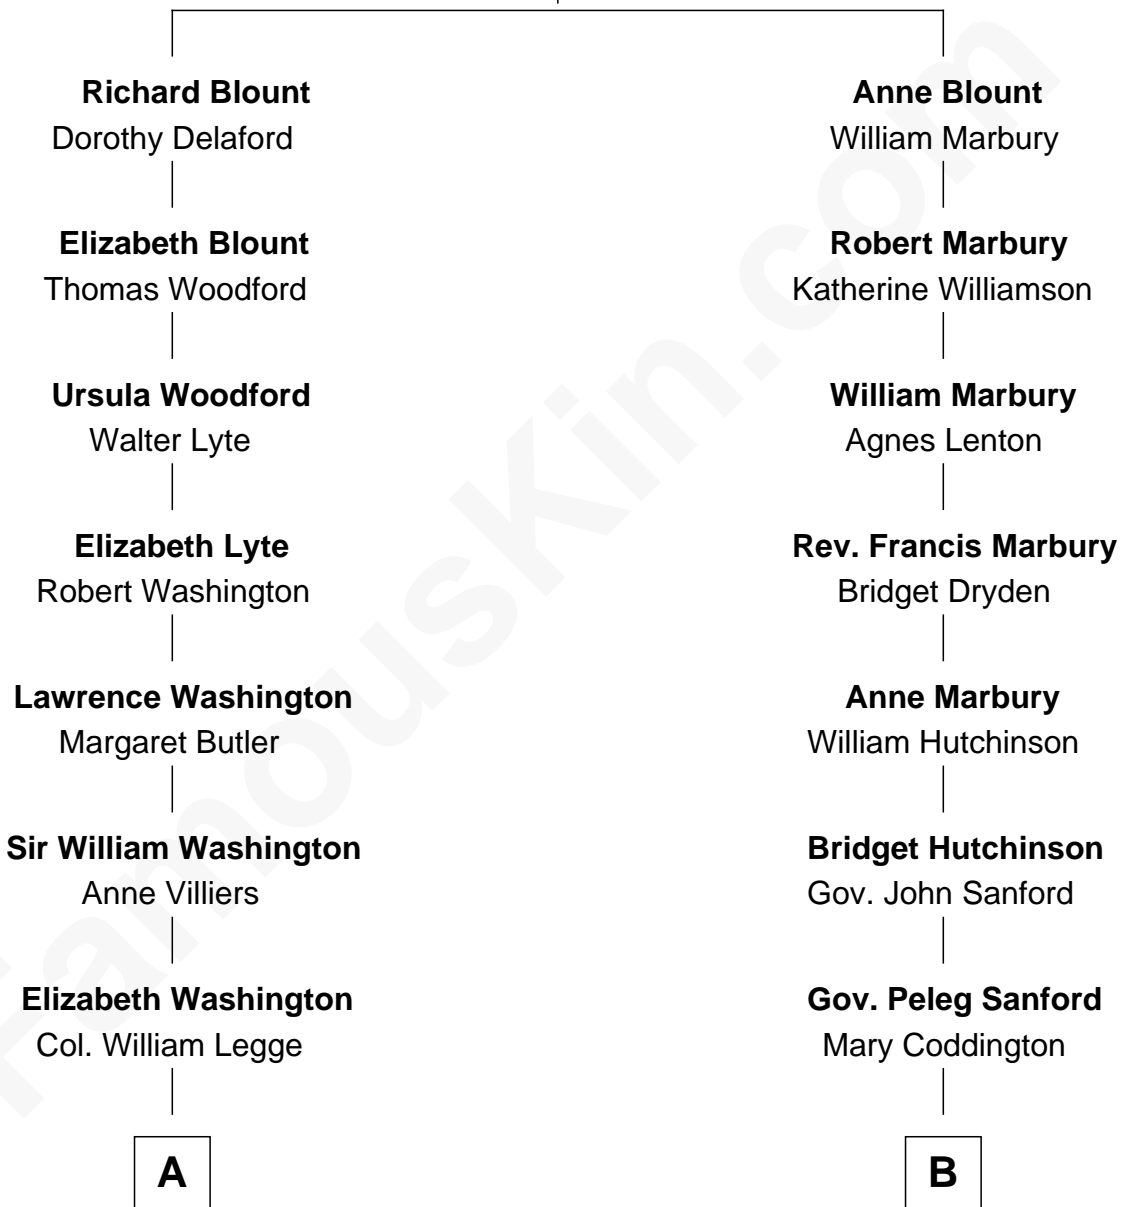 Richard Blount
Dorothy Delaford
Elizabeth Blount
Thomas Woodford
Ursula Woodford
Walter Lyte
Elizabeth Lyte
Robert Washington
Lawrence Washington
Margaret Butler
Sir William Washington
Anne Villiers
Elizabeth Washington
Col. William Legge
A
Anne Blount
William Marbury
Robert Marbury
Katherine Williamson
William Marbury
Agnes Lenton
Rev. Francis Marbury
Bridget Dryden
Anne Marbury
William Hutchinson
Bridget Hutchinson
Gov. John Sanford
Gov. Peleg Sanford
Mary Coddington
B
FamousKin.com